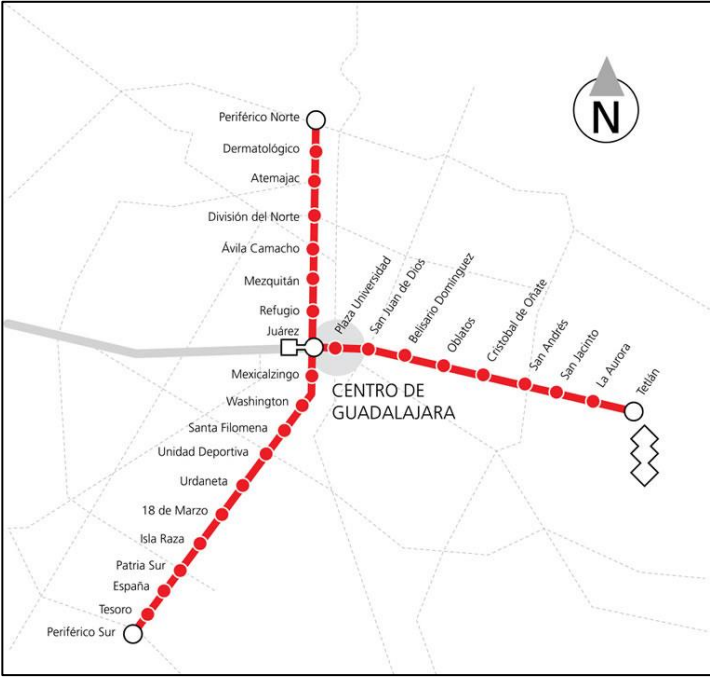 N
Periférico Norte
Dermatológico
Atemajac
División del Norte
Ávila Camacho
Mezquitán
Refugio
Juárez
Plaza Universidad
San Juan de Dios
Belisario Domínguez
Oblatos
Cristobal de Oñate
San Andrés
San Jacinto
La Aurora
Tetlán
CENTRO DE
GUADALAJARA
Mexicalzingo
Washington
Santa Filomena
Unidad Deportiva
Urdaneta
18 de Marzo
Isla Raza
Patria Sur
España
Tesoro
Periférico Sur